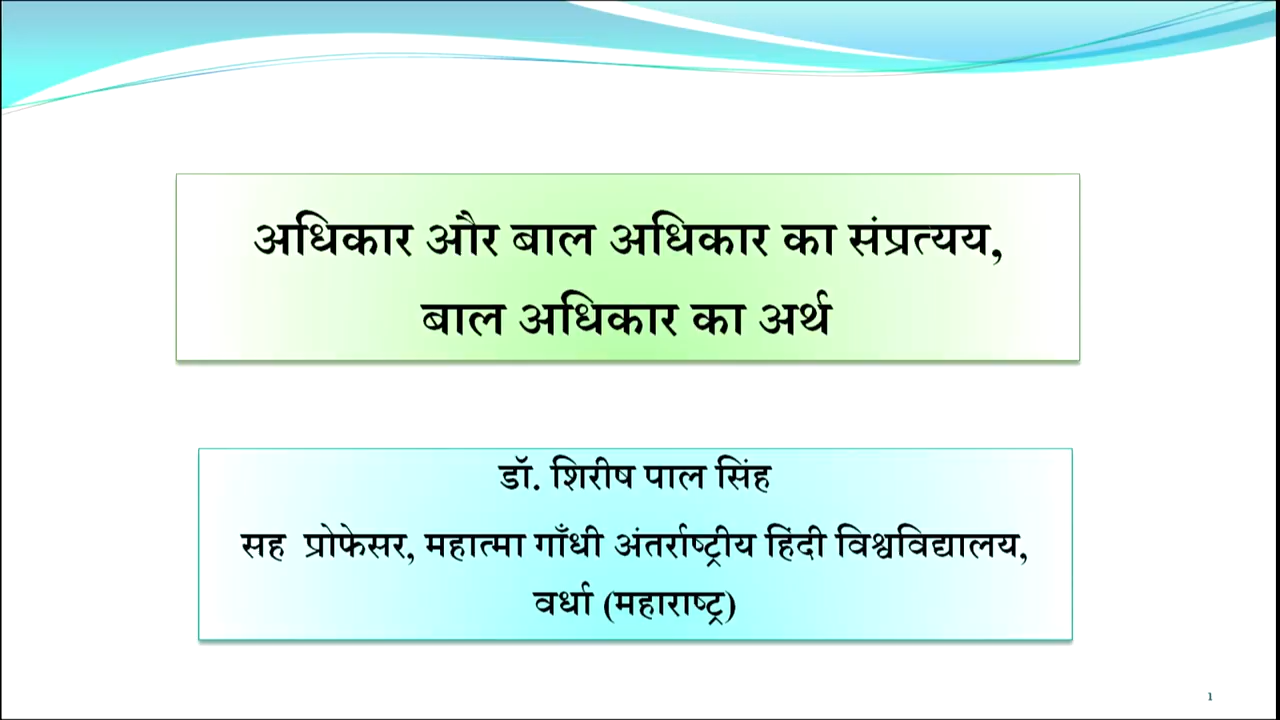 अधिकार और बाल अधिकार का संप्रत्यय,
बाल अधिकार का अर्थ
डॉ. शिरीष पाल सिंह
सह प्रोफेसर, महात्मा गाँधी अंतर्राष्ट्रीय हिंदी विश्वविद्यालय,
वर्धा (महाराष्ट्र)
1